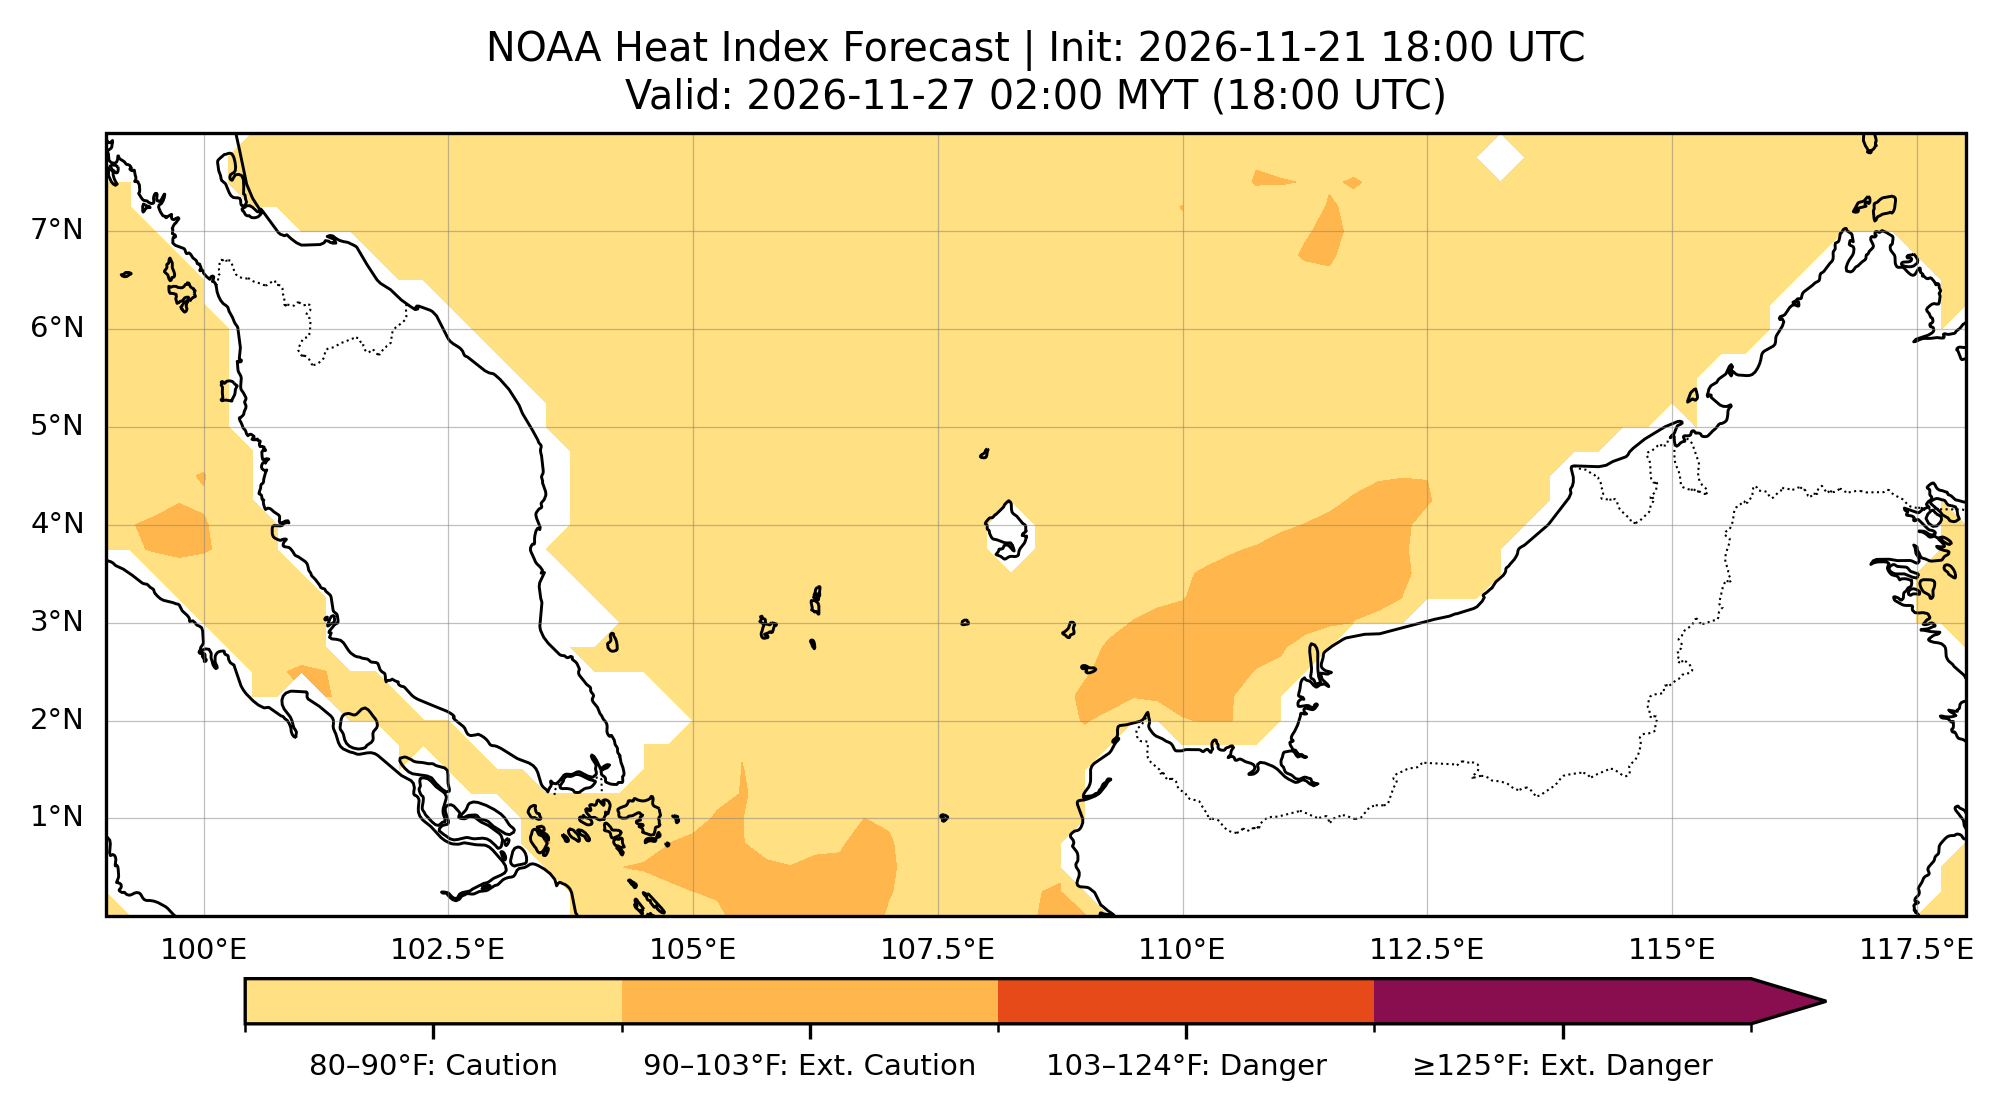 NOAA Heat Index Forecast | Init: 2026-11-21 18:00 UTC
Valid: 2026-11-27 02:00 MYT (18:00 UTC)
7°N
6°N
5°N
4°N
3°N
2°N
1°N
100°E 102.5°E 105°E 107.5°E 110°E 112.5°E 115°E 117.5°E
80–90°F: Caution 90–103°F: Ext. Caution 103–124°F: Danger ≥125°F: Ext. Danger